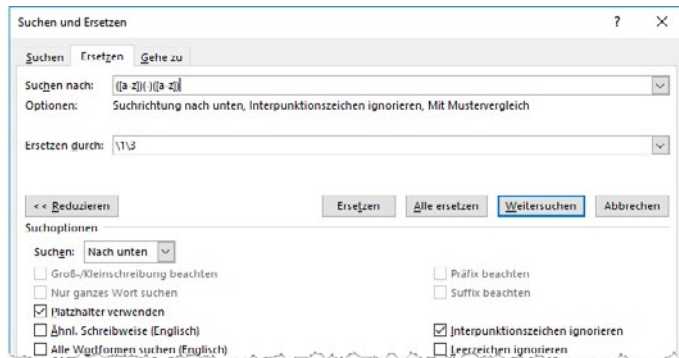 Suchen und Ersetzen ? ×
Suchen Ersetzen Gehe zu
Suchen nach: ([a-z])(-)([a-z])
Optionen: Suchrichtung nach unten, Interpunktionszeichen ignorieren, Mit Mustervergleich
Ersetzen durch: \1\3
<< Reduzieren Ersetzen Alle ersetzen Weitersuchen Abbrechen
Suchoptionen
Suchen: Nach unten
Groß-/Kleinschreibung beachten Präfix beachten
Nur ganzes Wort suchen Suffix beachten
Platzhalter verwenden
Ähnl. Schreibweise (Englisch) Interpunktionszeichen ignorieren
Alle Wortformen suchen (Englisch) Leerzeichen ignorieren